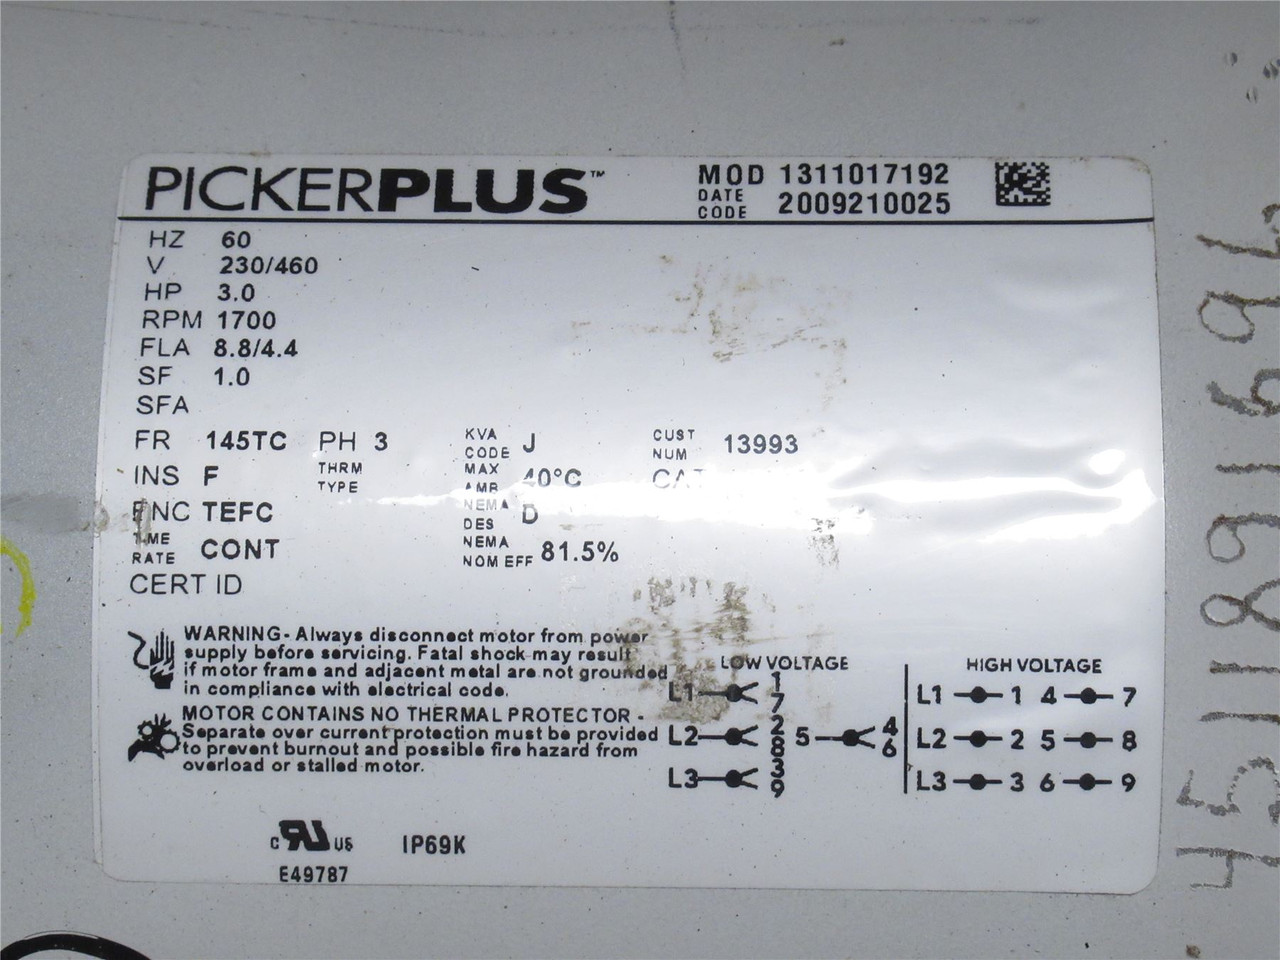 PICKERPLUS™
MOD 1311017192
DATE CODE 2009210025
HZ 60
V 230/460
HP 3.0
RPM 1700
FLA 8.8/4.4
SF 1.0
SFA
FR 145TC PH 3 KVA CODE J CUST NUM 13993
INS F THRM TYPE MAX AMB 40°C CAT
ENC TEFC NEMA DES D
TIME RATE CONT NEMA NOM EFF 81.5%
CERT ID
WARNING- Always disconnect motor from power
supply before servicing. Fatal shock may result
if motor frame and adjacent metal are not grounded
in compliance with electrical code.
MOTOR CONTAINS NO THERMAL PROTECTOR -
Separate over current protection must be provided
to prevent burnout and possible fire hazard from
overload or stalled motor.
LOW VOLTAGE
L1 1 7
L2 2 8 5 4 6
L3 3 9
HIGH VOLTAGE
L1 1 4 7
L2 2 5 8
L3 3 6 9
c RU us
E49787
IP69K